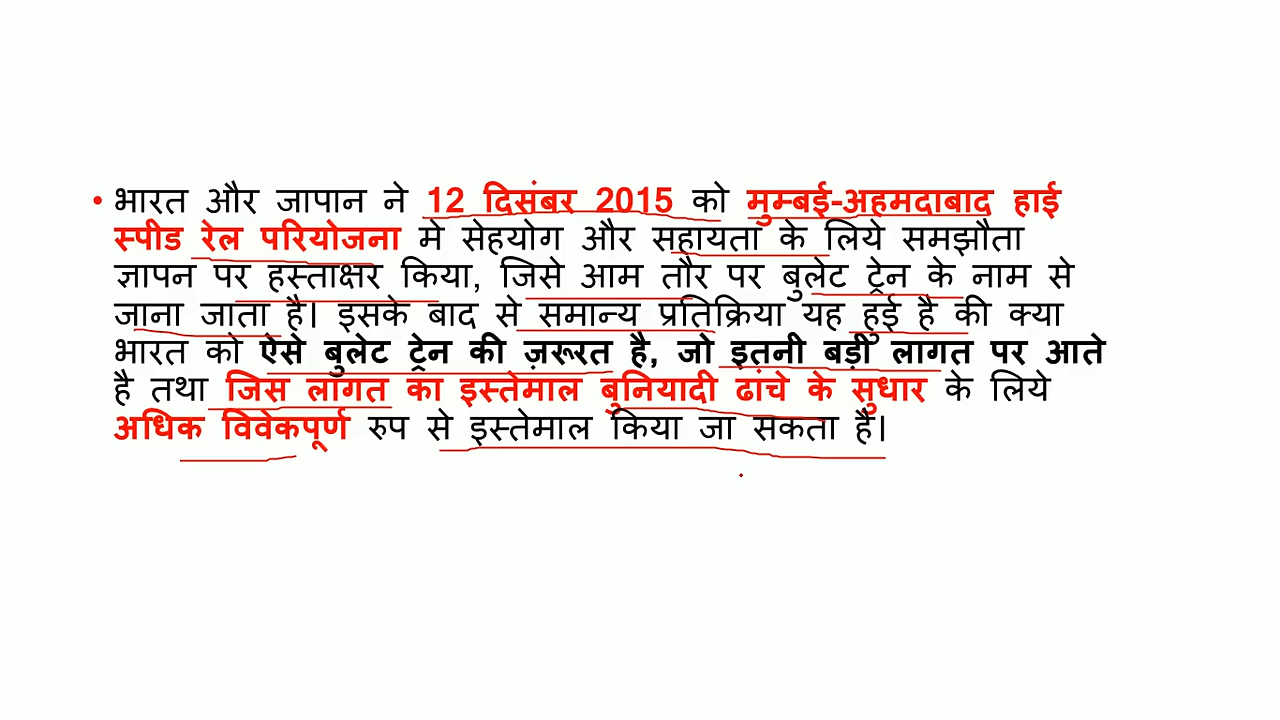 • भारत और जापान ने 12 दिसंबर 2015 को मुम्बई-अहमदाबाद हाई
स्पीड रेल परियोजना मे सेहयोग और सहायता के लिये समझौता
ज्ञापन पर हस्ताक्षर किया, जिसे आम तौर पर बुलेट ट्रेन के नाम से
जाना जाता है। इसके बाद से समान्य प्रतिक्रिया यह हुई है की क्या
भारत को ऐसे बुलेट ट्रेन की ज़रूरत है, जो इतनी बड़ी लागत पर आते
है तथा जिस लागत का इस्तेमाल बुनियादी ढांचे के सुधार के लिये
अधिक विवेकपूर्ण रुप से इस्तेमाल किया जा सकता है।